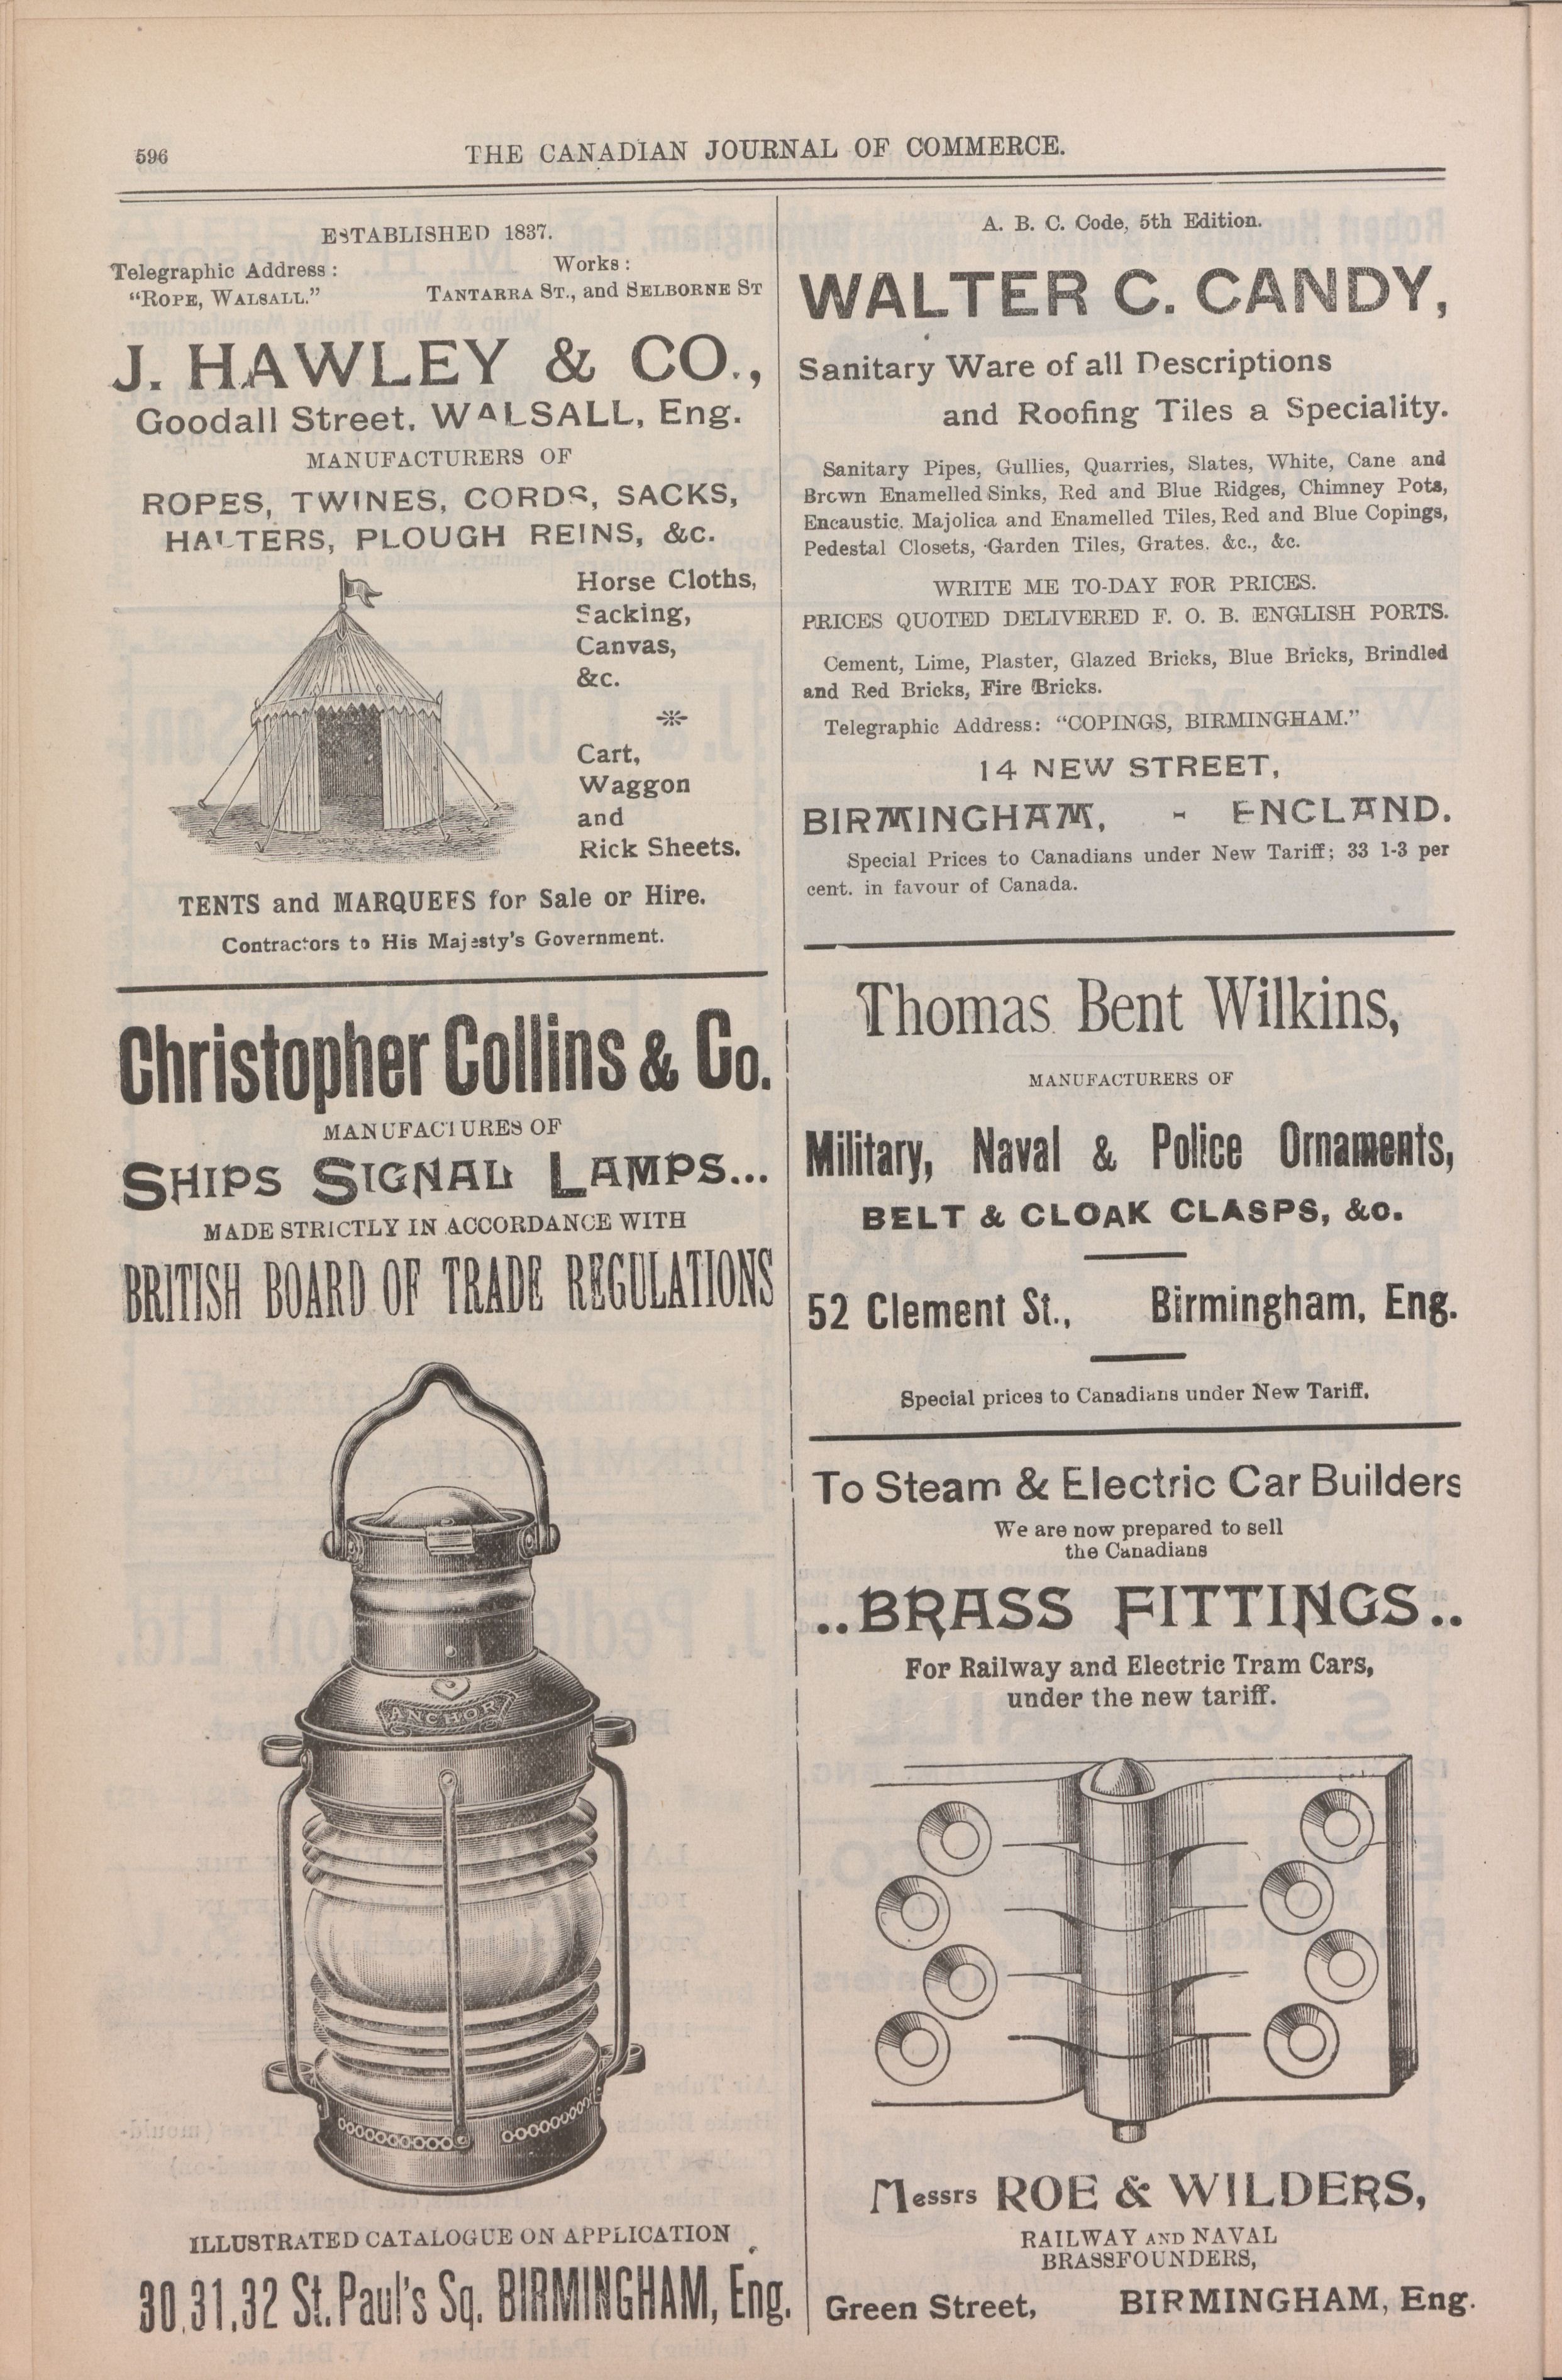 596
THE CANADIAN JOURNAL OF COMMERCE.
ESTABLISHED 1837.
Telegraphic Address:
"ROPE, WALSALL."
Works:
TANTARRA ST., and SELBORNE ST
J. HAWLEY & CO.,
Goodall Street. WALSALL, Eng.
MANUFACTURERS OF
ROPES, TWINES, CORDS, SACKS,
HALTERS, PLOUGH REINS, &c.
Horse Cloths,
Sacking,
Canvas,
&c.
Cart,
Waggon
and
Rick Sheets.
TENTS and MARQUEES for Sale or Hire.
Contractors to His Majesty's Government.
Christopher Collins & Co.
MANUFACTURES OF
SHIPS SIGNAL LAMPS...
MADE STRICTLY IN ACCORDANCE WITH
BRITISH BOARD OF TRADE REGULATIONS
ANCHOR
ILLUSTRATED CATALOGUE ON APPLICATION
30,31,32 St. Paul's Sq. BIRMINGHAM, Eng.
A. B. C. Code, 5th Edition.
WALTER C. CANDY,
Sanitary Ware of all Descriptions
and Roofing Tiles a Speciality.
Sanitary Pipes, Gullies, Quarries, Slates, White, Cane and
Brown Enamelled Sinks, Red and Blue Ridges, Chimney Pots,
Encaustic, Majolica and Enamelled Tiles, Red and Blue Copings,
Pedestal Closets, Garden Tiles, Grates, &c., &c.
WRITE ME TO-DAY FOR PRICES.
PRICES QUOTED DELIVERED F. O. B. ENGLISH PORTS.
Cement, Lime, Plaster, Glazed Bricks, Blue Bricks, Brindled
and Red Bricks, Fire Bricks.
Telegraphic Address: "COPINGS, BIRMINGHAM."
14 NEW STREET,
BIRMINGHAM, - ENGLAND.
Special Prices to Canadians under New Tariff; 33 1-3 per
cent. in favour of Canada.
Thomas Bent Wilkins,
MANUFACTURERS OF
Military, Naval & Police Ornaments,
BELT & CLOAK CLASPS, &c.
52 Clement St., Birmingham, Eng.
Special prices to Canadians under New Tariff.
To Steam & Electric Car Builders
We are now prepared to sell
the Canadians
..BRASS FITTINGS..
For Railway and Electric Tram Cars,
under the new tariff.
Messrs ROE & WILDERS,
RAILWAY AND NAVAL
BRASSFOUNDERS,
Green Street, BIRMINGHAM, Eng.